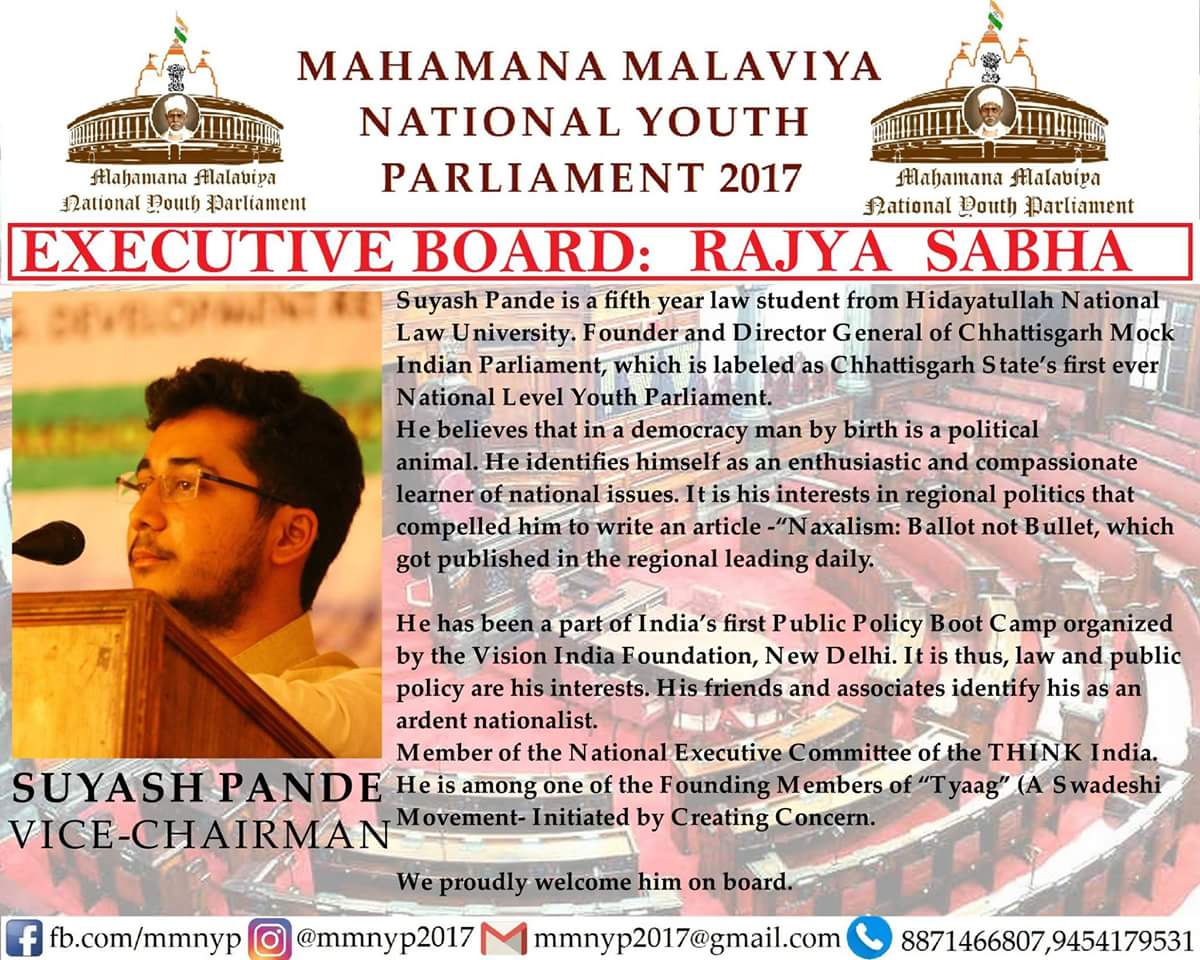 MAHAMANA MALAVIYA
NATIONAL YOUTH
PARLIAMENT 2017
Mahamana Malaviya
National Youth Parliament
Mahamana Malaviya
National Youth Parliament
EXECUTIVE BOARD: RAJYA SABHA
DEVELOPMENT
Suyash Pande is a fifth year law student from Hidayatullah National
Law University. Founder and Director General of Chhattisgarh Mock
Indian Parliament, which is labeled as Chhattisgarh State's first ever
National Level Youth Parliament.
He believes that in a democracy man by birth is a political
animal. He identifies himself as an enthusiastic and compassionate
learner of national issues. It is his interests in regional politics that
compelled him to write an article -“Naxalism: Ballot not Bullet, which
got published in the regional leading daily.
He has been a part of India's first Public Policy Boot Camp organized
by the Vision India Foundation, New Delhi. It is thus, law and public
policy are his interests. His friends and associates identify his as an
ardent nationalist.
Member of the National Executive Committee of the THINK India.
He is among one of the Founding Members of “Tyaag” (A Swadeshi
Movement- Initiated by Creating Concern.
We proudly welcome him on board.
SUYASH PANDE
VICE-CHAIRMAN
fb.com/mmnyp @mmnyp2017 mmnyp2017@gmail.com 8871466807,9454179531